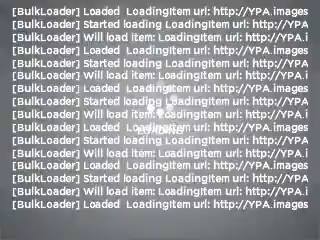 [BulkLoader] Loaded LoadingItem url: http://YPA.images
[BulkLoader] Started loading LoadingItem url: http://YPA
[BulkLoader] Will load item: LoadingItem url: http://YPA.i
[BulkLoader] Loaded LoadingItem url: http://YPA.images
[BulkLoader] Started loading LoadingItem url: http://YPA
[BulkLoader] Will load item: LoadingItem url: http://YPA.i
[BulkLoader] Loaded LoadingItem url: http://YPA.images
[BulkLoader] Started loading LoadingItem url: http://YPA
[BulkLoader] Will load item: LoadingItem url: http://YPA.i
[BulkLoader] Loaded LoadingItem url: http://YPA.images
LOADING
[BulkLoader] Started loading LoadingItem url: http://YPA
[BulkLoader] Will load item: LoadingItem url: http://YPA.i
[BulkLoader] Loaded LoadingItem url: http://YPA.images
[BulkLoader] Started loading LoadingItem url: http://YPA
[BulkLoader] Will load item: LoadingItem url: http://YPA.i
[BulkLoader] Loaded LoadingItem url: http://YPA.images